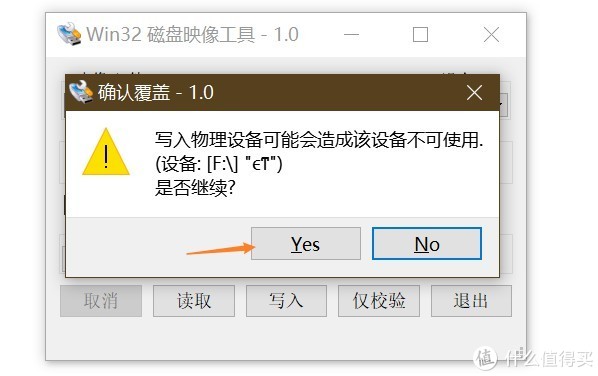 Win32 磁盘映像工具 - 1.0
确认覆盖 - 1.0
写入物理设备可能会造成该设备不可使用.
(设备: [F:\] "єͲ")
是否继续?
Yes
No
取消
读取
写入
仅校验
退出
值 什么值得买